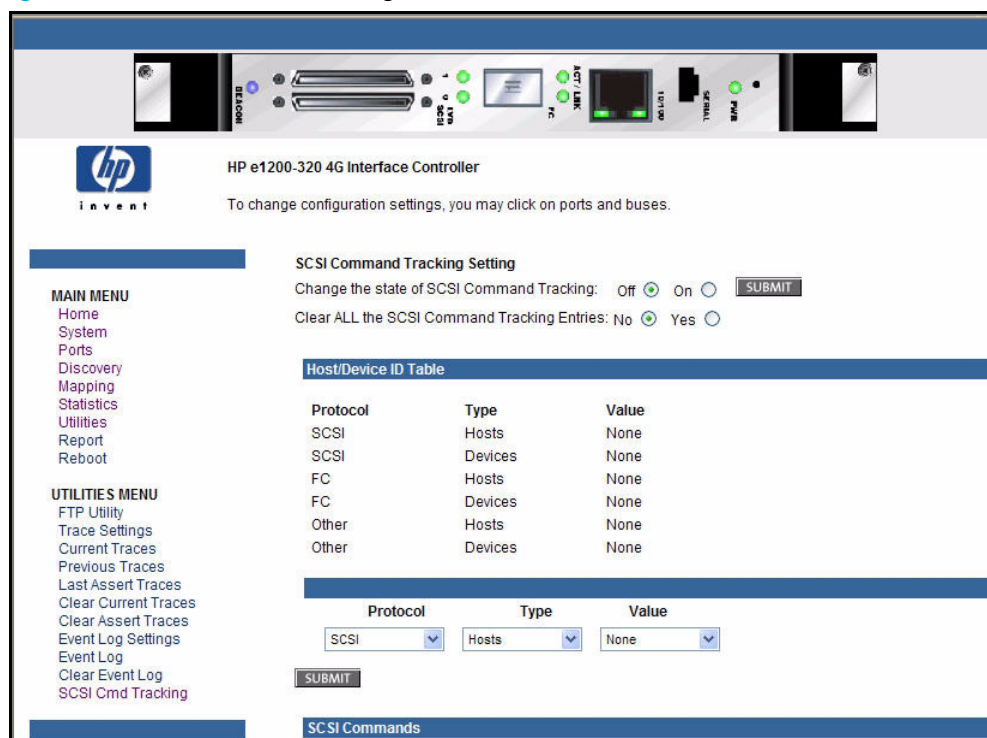 BEACON
1
0
LVD
SCSI
FC
ACT / LNK
10/100
SERIAL
PWR
hp
invent
HP e1200-320 4G Interface Controller
To change configuration settings, you may click on ports and buses.
MAIN MENU
Home
System
Ports
Discovery
Mapping
Statistics
Utilities
Report
Reboot
UTILITIES MENU
FTP Utility
Trace Settings
Current Traces
Previous Traces
Last Assert Traces
Clear Current Traces
Clear Assert Traces
Event Log Settings
Event Log
Clear Event Log
SCSI Cmd Tracking
SCSI Command Tracking Setting
Change the state of SCSI Command Tracking: Off On SUBMIT
Clear ALL the SCSI Command Tracking Entries: No Yes
Host/Device ID Table
Protocol Type Value
SCSI Hosts None
SCSI Devices None
FC Hosts None
FC Devices None
Other Hosts None
Other Devices None
Protocol Type Value
SCSI Hosts None
SUBMIT
SCSI Commands